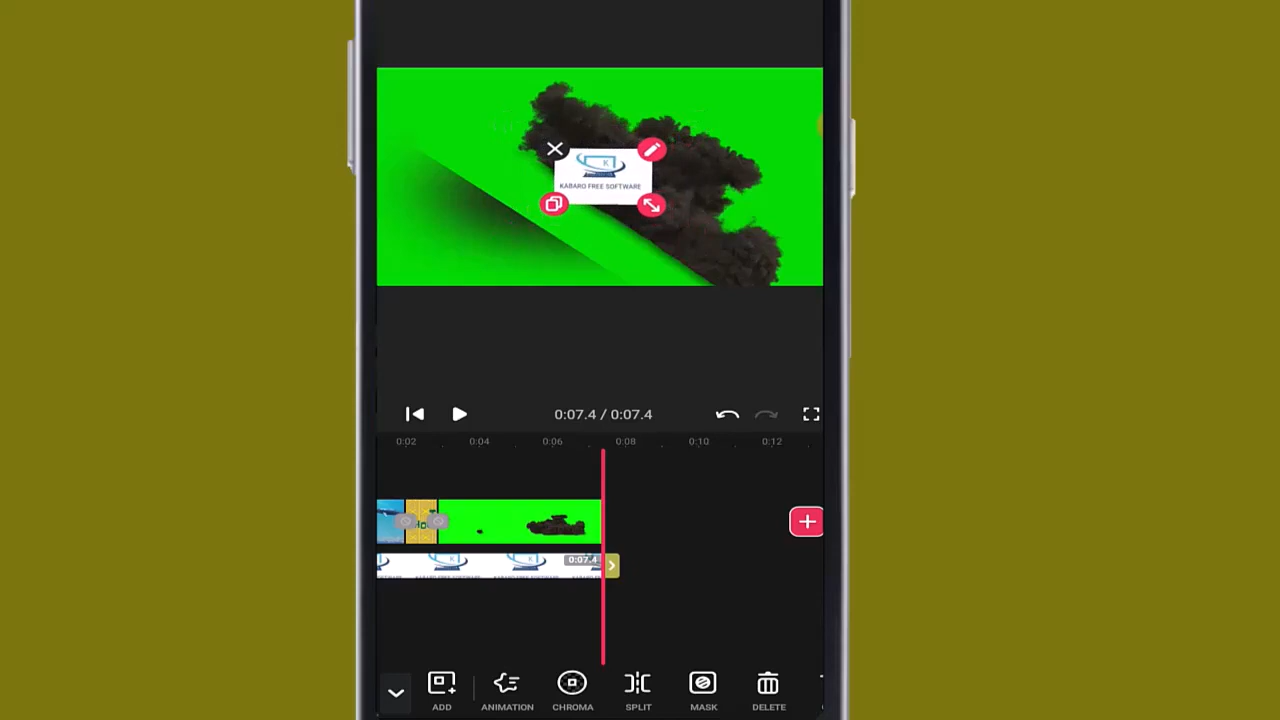 K
KABARO FREE SOFTWARE
0:07.4 / 0:07.4
0:02 0:04 0:06 0:08 0:10 0:12
0:07.4
ADD ANIMATION CHROMA SPLIT MASK DELETE